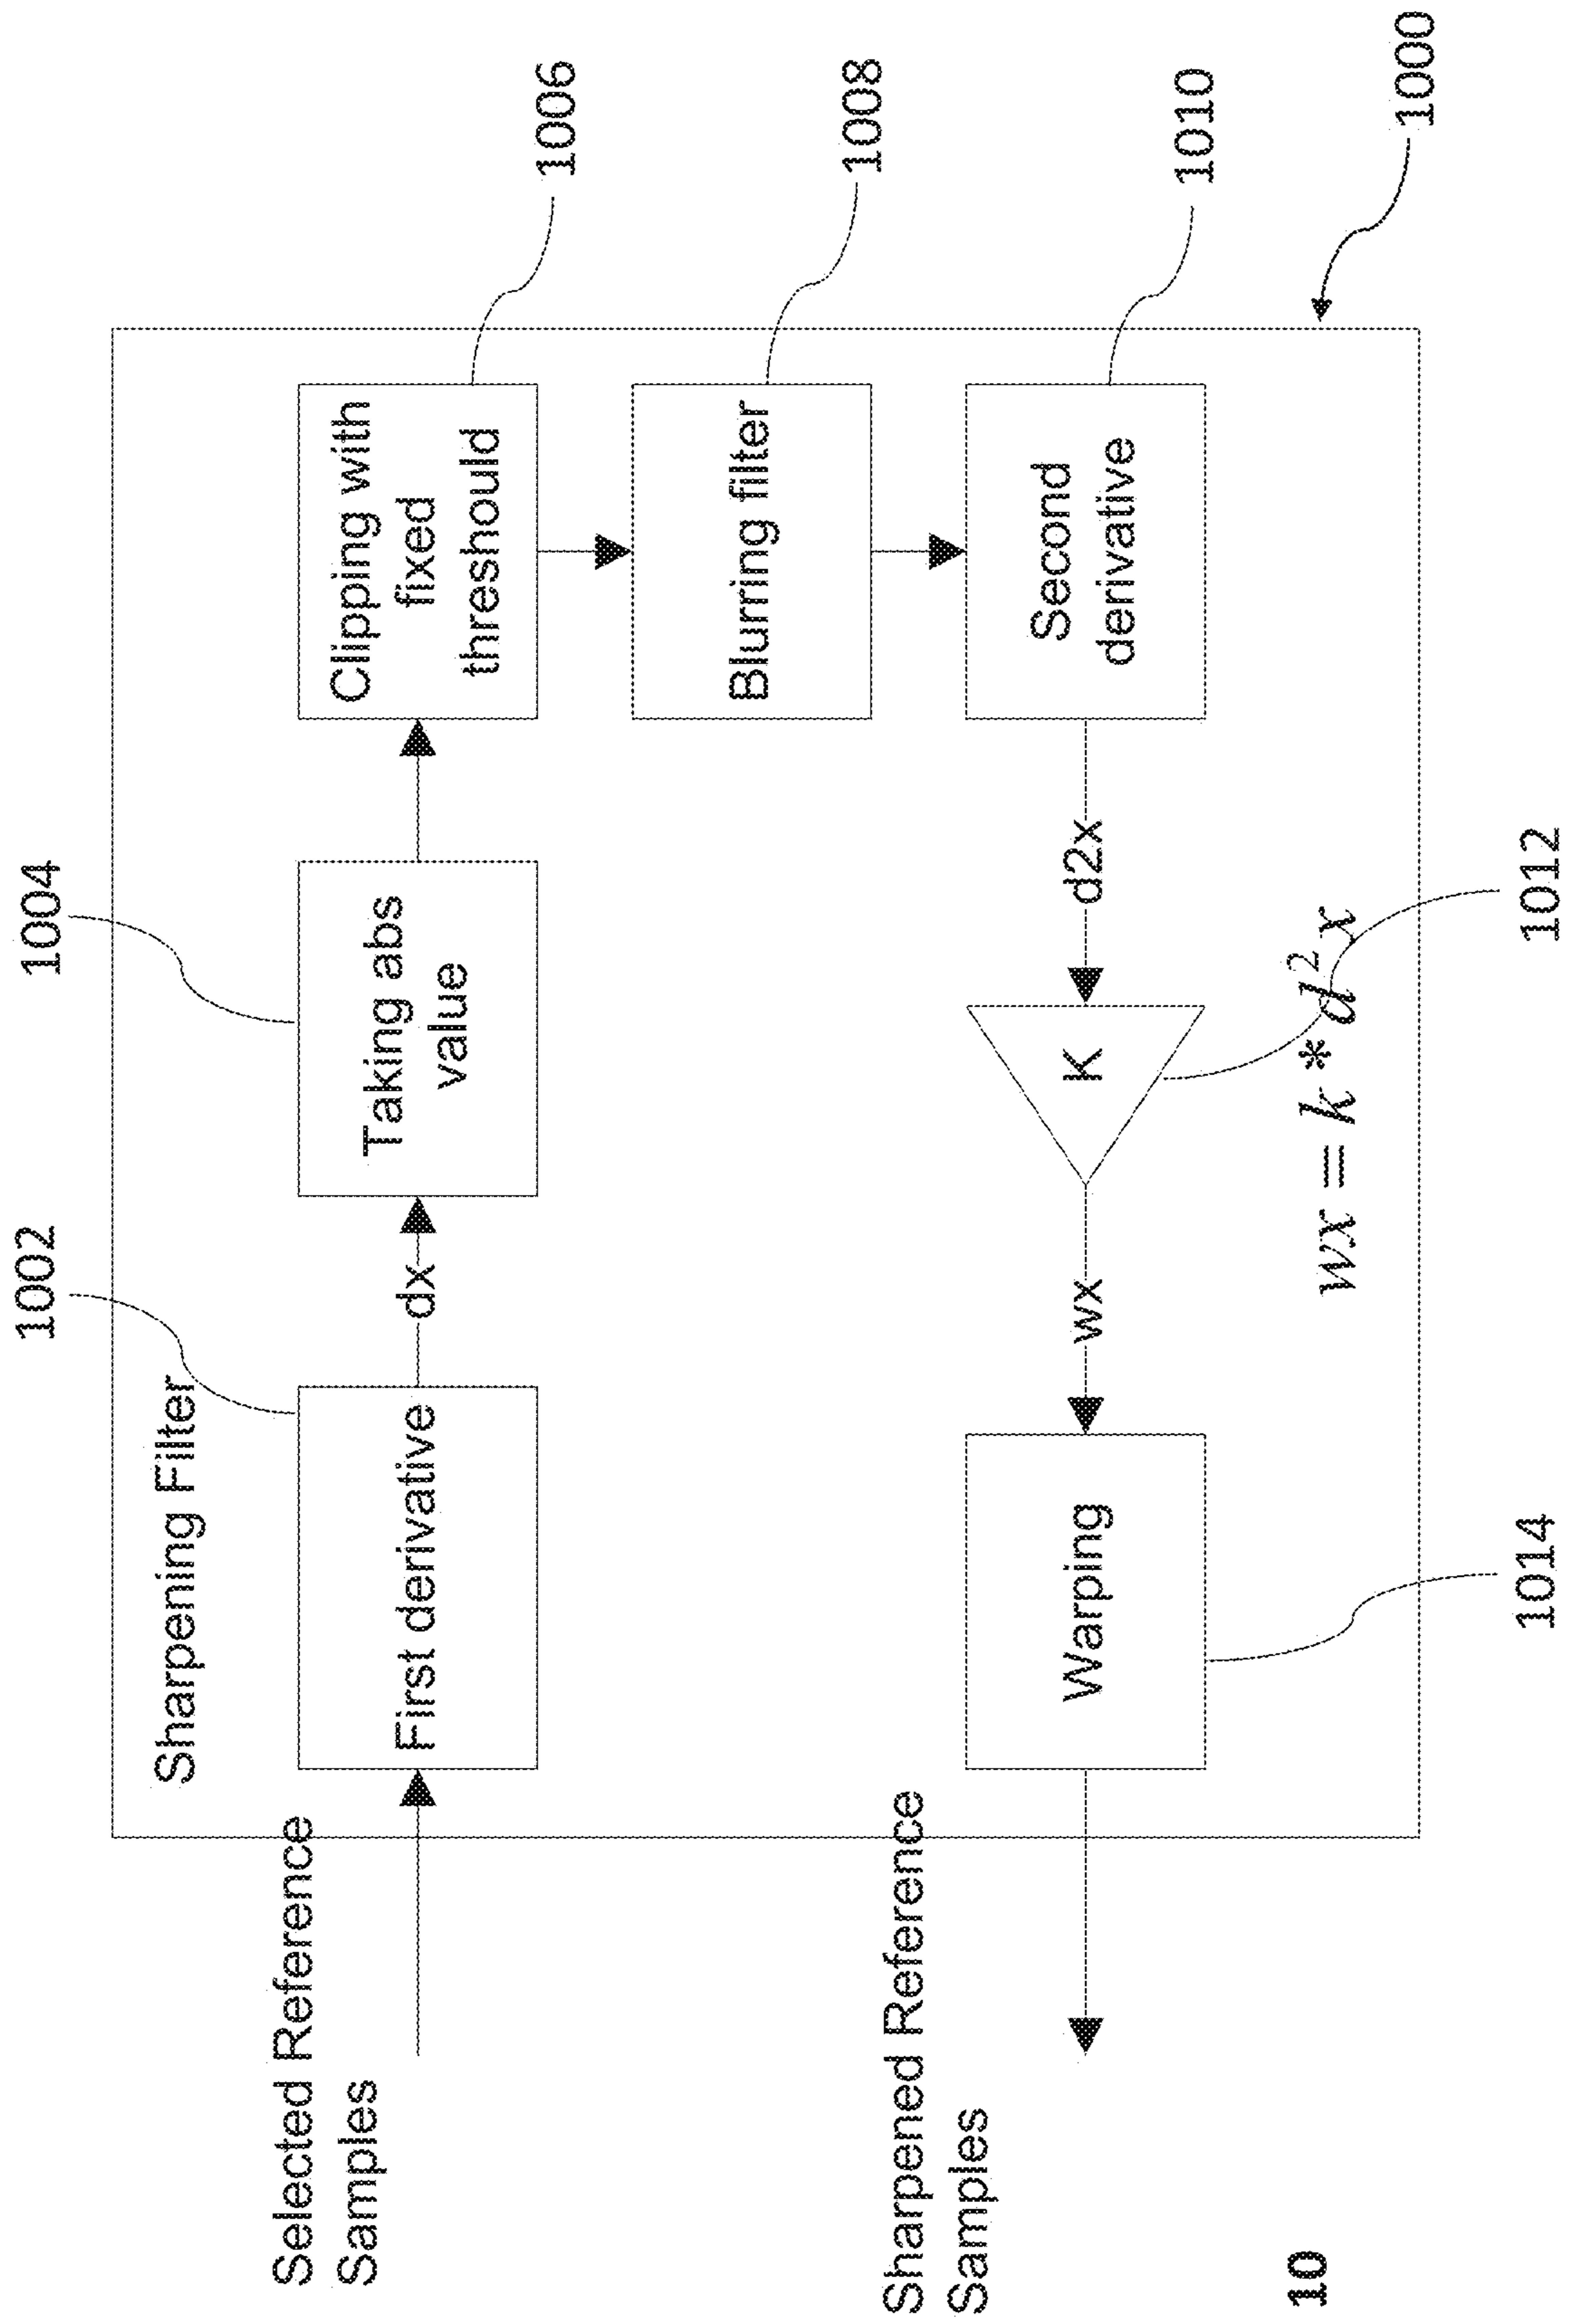 1002
1004
Sharpening Filter
Selected Reference
Samples
First derivative
dx
Taking abs
value
Clipping with
fixed
threshould
1006
Blurring filter
1008
Sharpened Reference
Samples
Warping
wx
K
d2x
Second
derivative
1010
wx = k * d² x
1000
1014
1012
10